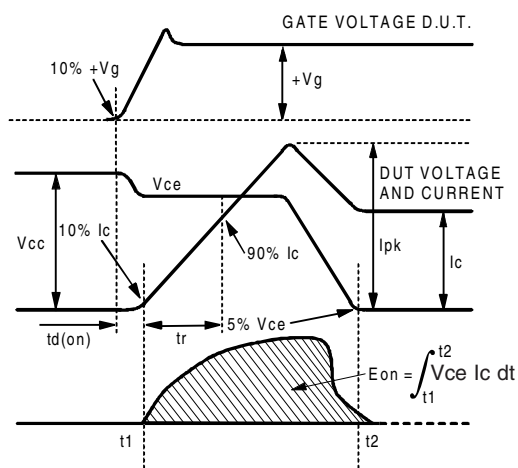 GATE VOLTAGE D.U.T.
10% +Vg
+Vg
Vce
DUT VOLTAGE
AND CURRENT
Vcc
10% Ic
90% Ic
Ipk
Ic
td(on)
tr
5% Vce
Eon = ∫ t1 t2 Vce Ic dt
t1
t2